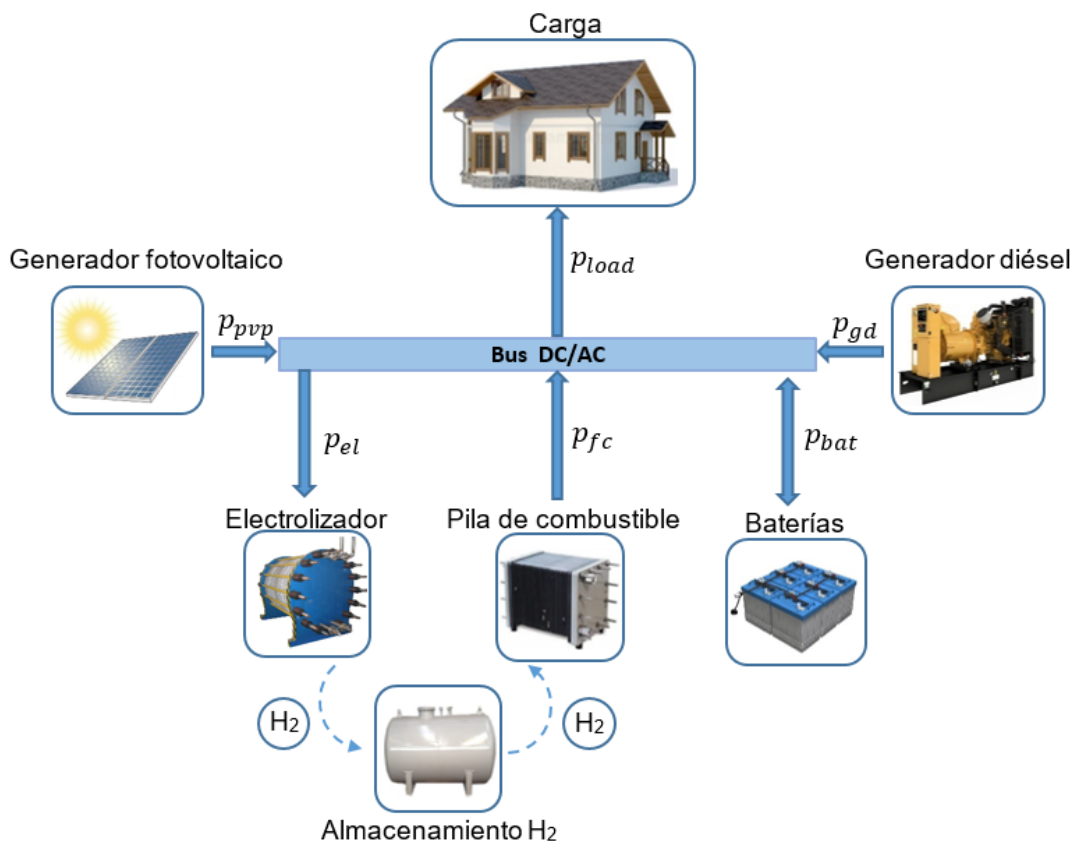 Carga
Generador fotovoltaico
Generador diésel
p_load
p_pvp
p_gd
Bus DC/AC
p_el
p_fc
p_bat
Electrolizador
Pila de combustible
Baterías
H₂
H₂
Almacenamiento H₂